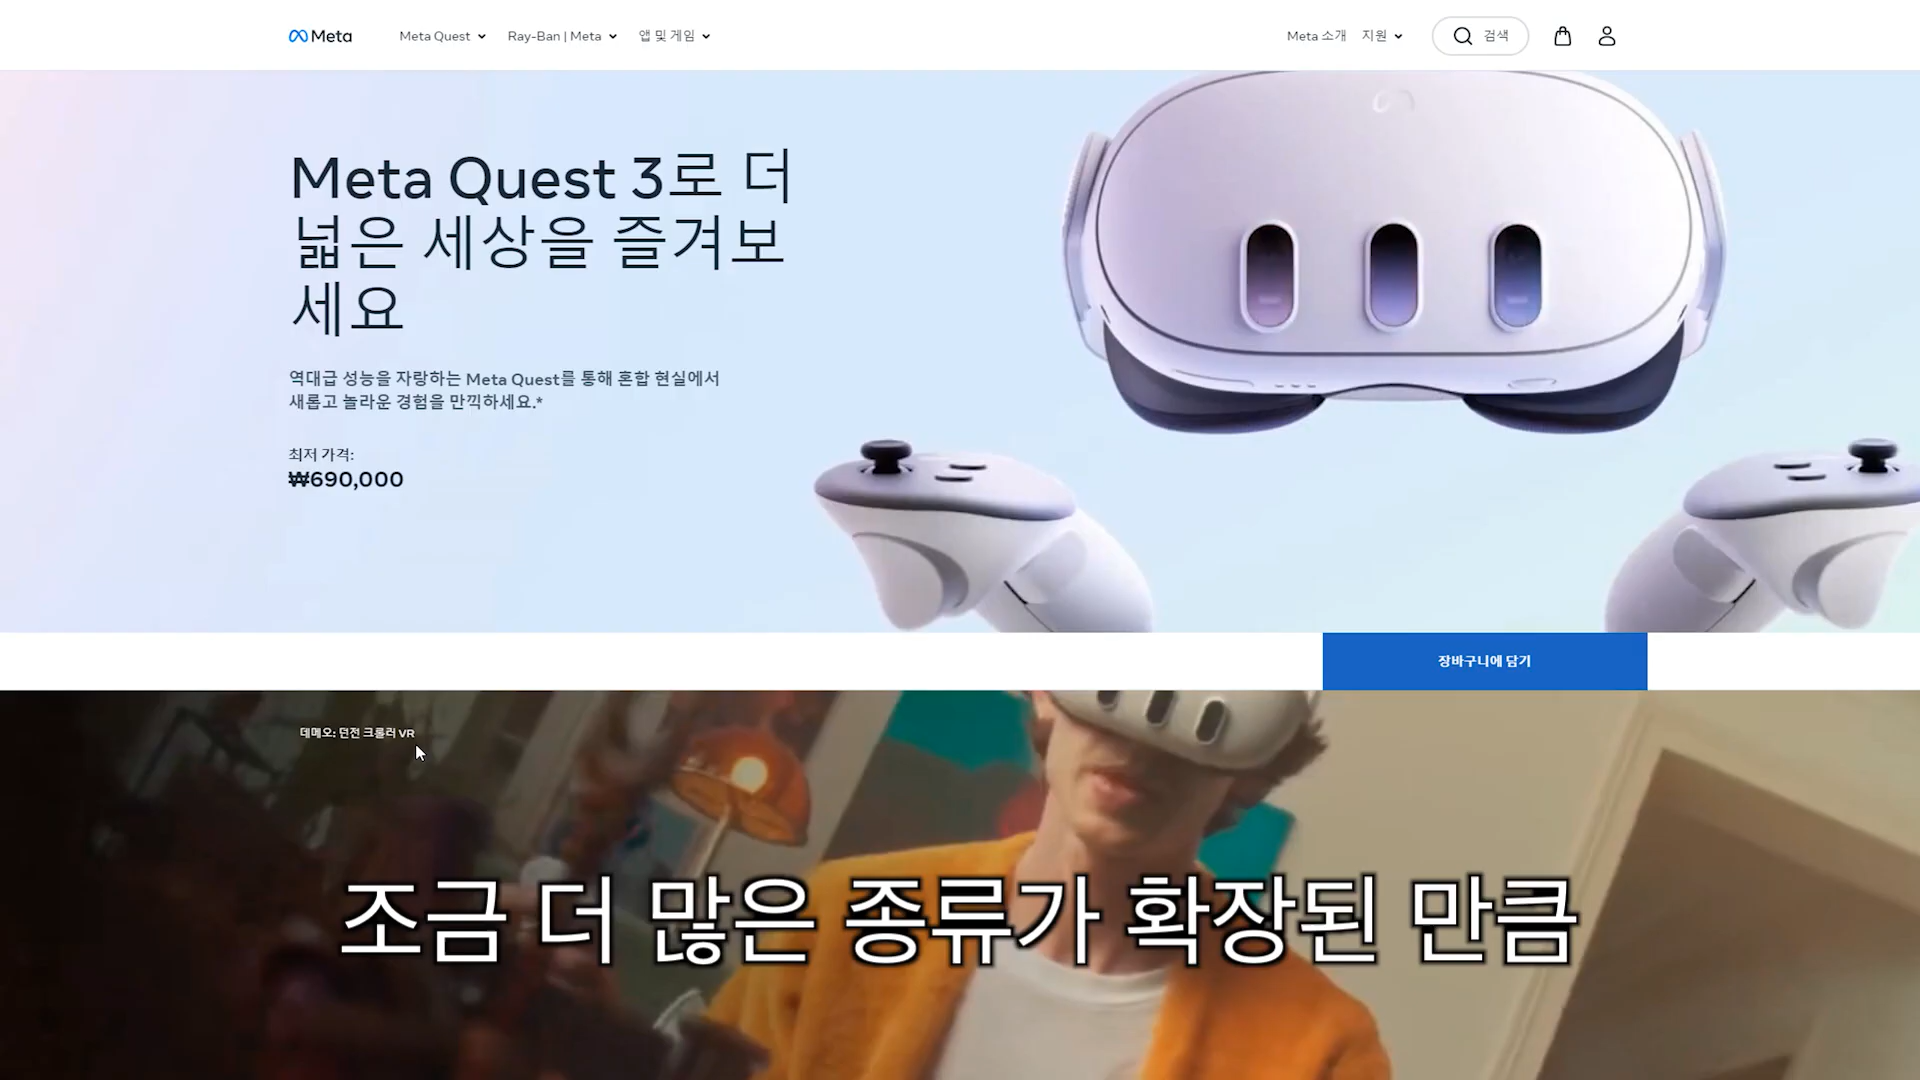 Meta
Meta Quest
Ray-Ban | Meta
앱 및 게임
Meta 소개
지원
검색
Meta Quest 3로 더
넓은 세상을 즐겨보
세요
역대급 성능을 자랑하는 Meta Quest를 통해 혼합 현실에서
새롭고 놀라운 경험을 만끽하세요.*
최저 가격:
₩690,000
장바구니에 담기
데메오: 던전 크롤러 VR
조금 더 많은 종류가 확장된 만큼